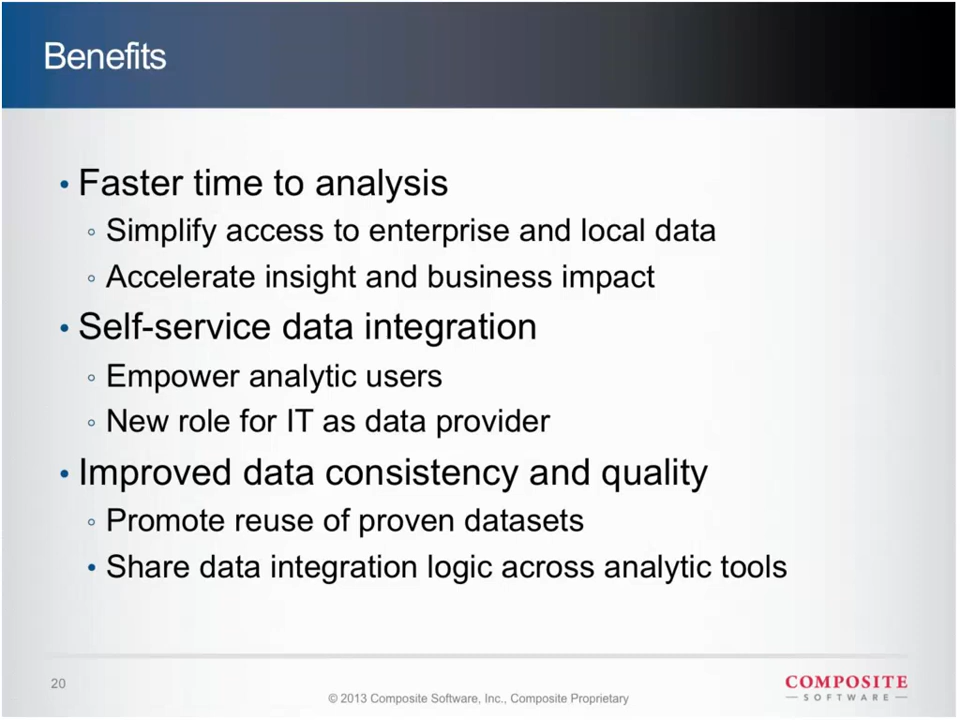 Benefits
• Faster time to analysis
◦ Simplify access to enterprise and local data
◦ Accelerate insight and business impact
• Self-service data integration
◦ Empower analytic users
◦ New role for IT as data provider
• Improved data consistency and quality
◦ Promote reuse of proven datasets
• Share data integration logic across analytic tools
20
© 2013 Composite Software, Inc., Composite Proprietary
COMPOSITE
SOFTWARE